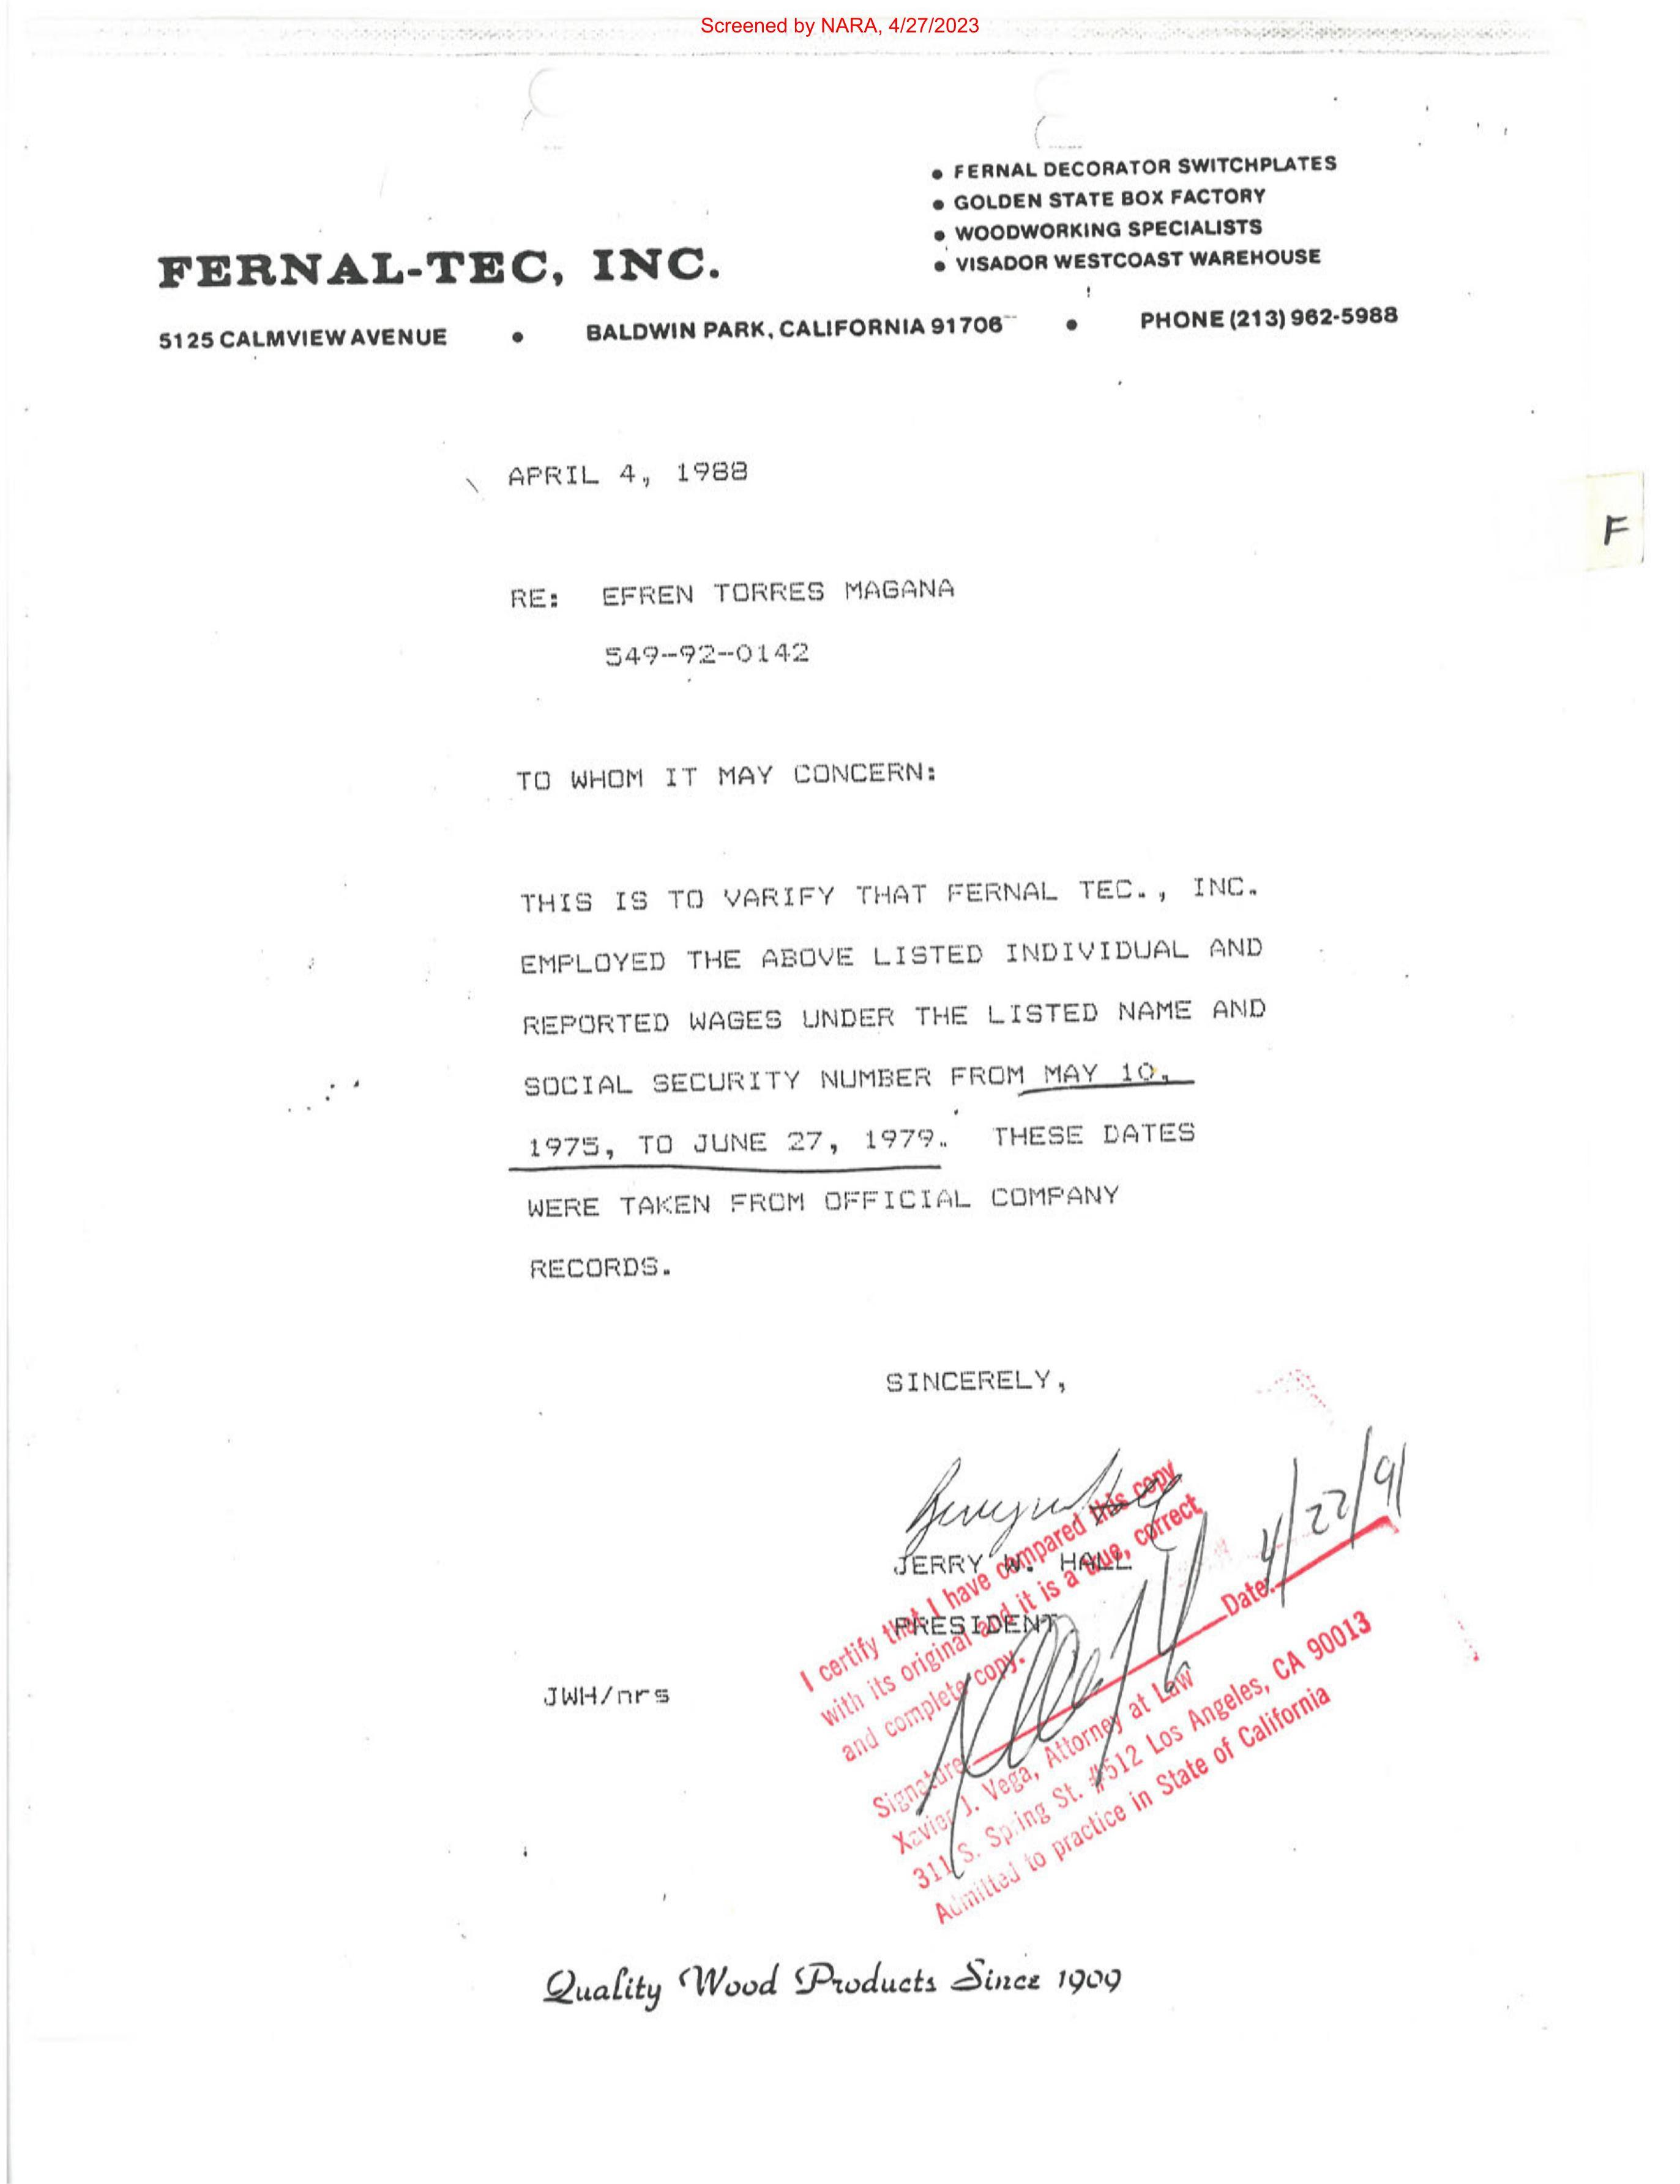 Screened by NARA, 4/27/2023
• FERNAL DECORATOR SWITCHPLATES
• GOLDEN STATE BOX FACTORY
• WOODWORKING SPECIALISTS
• VISADOR WESTCOAST WAREHOUSE
FERNAL-TEC, INC.
5125 CALMVIEW AVENUE • BALDWIN PARK, CALIFORNIA 91706 • PHONE (213) 962-5988
APRIL 4, 1988
F
RE: EFREN TORRES MAGANA
549-92-0142
TO WHOM IT MAY CONCERN:
THIS IS TO VARIFY THAT FERNAL TEC., INC.
EMPLOYED THE ABOVE LISTED INDIVIDUAL AND
REPORTED WAGES UNDER THE LISTED NAME AND
SOCIAL SECURITY NUMBER FROM MAY 10,
1975, TO JUNE 27, 1979. THESE DATES
WERE TAKEN FROM OFFICIAL COMPANY
RECORDS.
SINCERELY,
JERRY W. HALL
PRESIDENT
JWH/nrs
I certify that I have compared this copy
with its original and it is a true, correct
and complete copy.
Signature Date: 4/22/91
Xavier J. Vega, Attorney at Law
311 S. Spring St. #512 Los Angeles, CA 90013
Admitted to practice in State of California
Quality Wood Products Since 1909